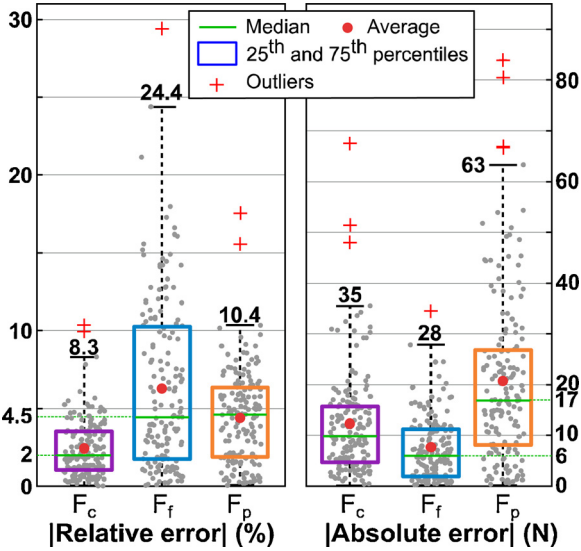 Median Average
25th and 75th percentiles
Outliers
30
20
10
4.5
2
0
8.3
24.4
10.4
Fc Ff Fp
|Relative error| (%)
80
60
40
20
17
10
6
0
35
28
63
Fc Ff Fp
|Absolute error| (N)